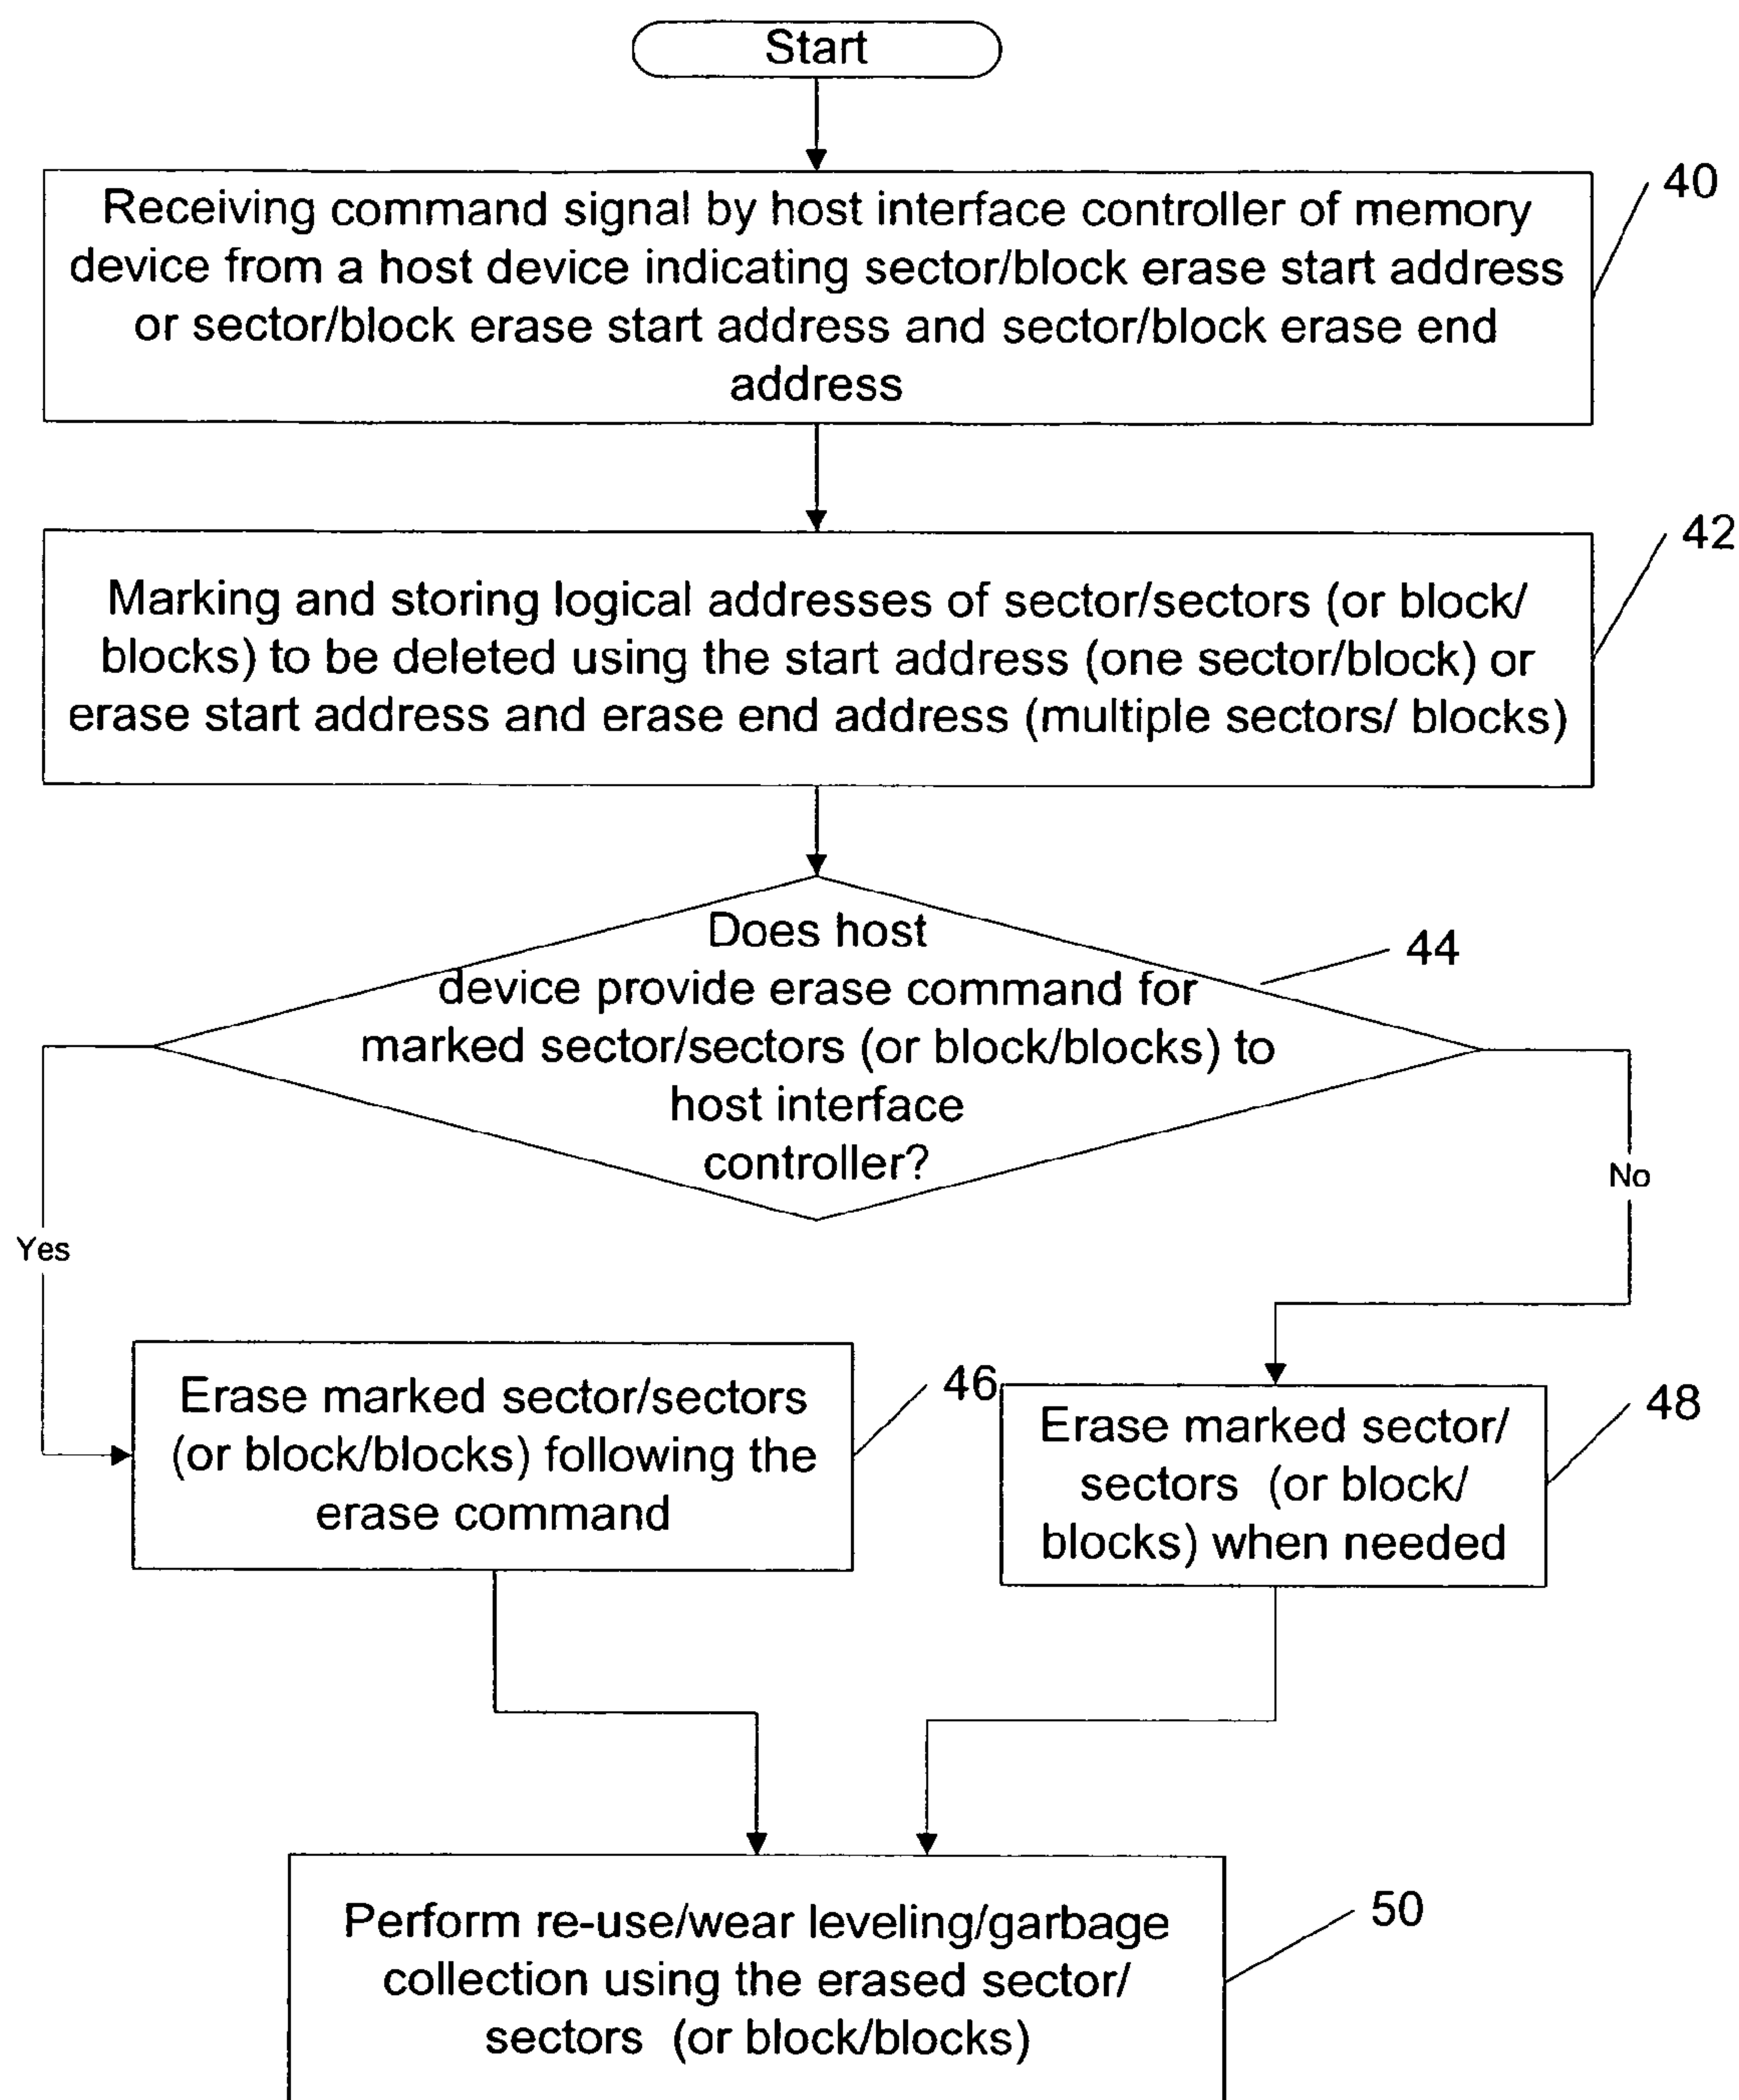 Start
40
Receiving command signal by host interface controller of memory
device from a host device indicating sector/block erase start address
or sector/block erase start address and sector/block erase end
address
42
Marking and storing logical addresses of sector/sectors (or block/
blocks) to be deleted using the start address (one sector/block) or
erase start address and erase end address (multiple sectors/ blocks)
Does host
44
device provide erase command for
marked sector/sectors (or block/blocks) to
host interface
controller?
No
Yes
46
Erase marked sector/sectors
(or block/blocks) following the
erase command
48
Erase marked sector/
sectors (or block/
blocks) when needed
50
Perform re-use/wear leveling/garbage
collection using the erased sector/
sectors (or block/blocks)